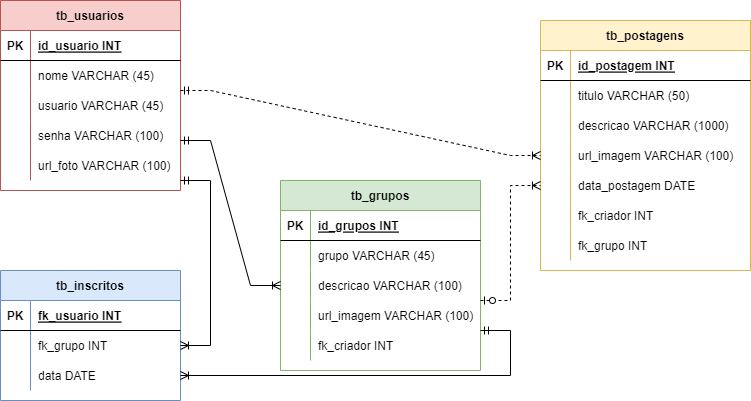 tb_usuarios
PK id_usuario INT
nome VARCHAR (45)
usuario VARCHAR (45)
senha VARCHAR (100)
url_foto VARCHAR (100)
tb_postagens
PK id_postagem INT
titulo VARCHAR (50)
descricao VARCHAR (1000)
url_imagem VARCHAR (100)
data_postagem DATE
fk_criador INT
fk_grupo INT
tb_grupos
PK id_grupos INT
grupo VARCHAR (45)
descricao VARCHAR (100)
url_imagem VARCHAR (100)
fk_criador INT
tb_inscritos
PK fk_usuario INT
fk_grupo INT
data DATE